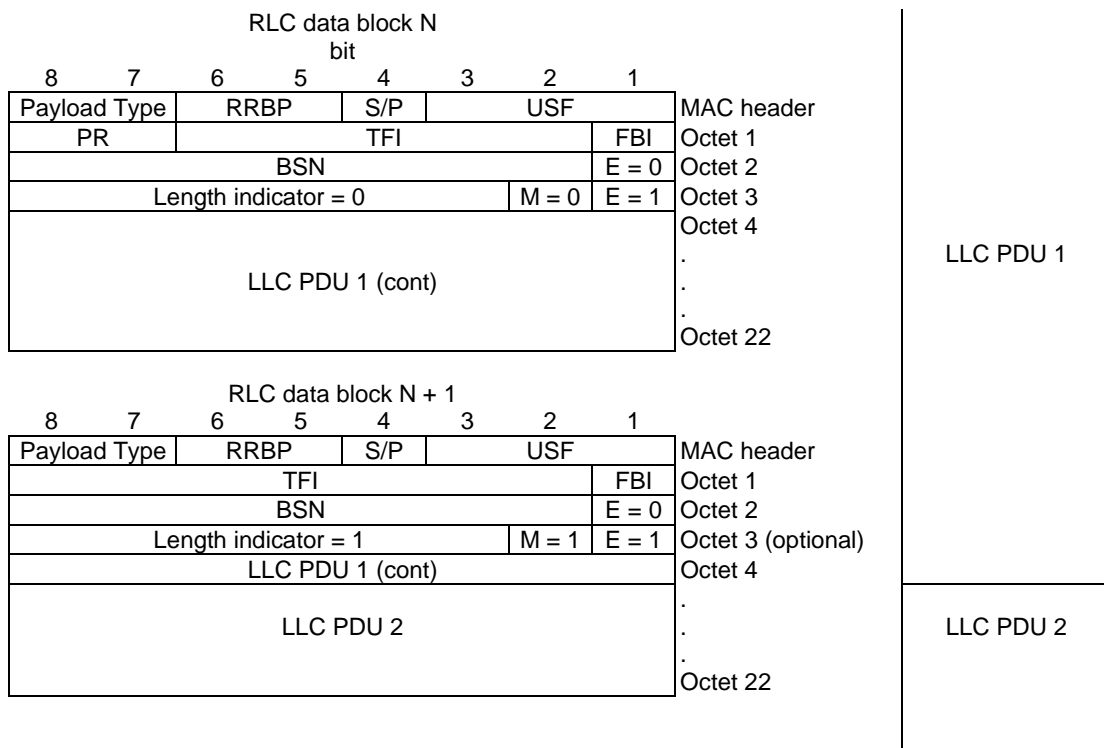 RLC data block N
bit
8 7 6 5 4 3 2 1
Payload Type RRBP S/P USF MAC header
PR TFI FBI Octet 1
BSN E = 0 Octet 2
Length indicator = 0 M = 0 E = 1 Octet 3
Octet 4
.
LLC PDU 1 (cont) . LLC PDU 1
.
Octet 22
RLC data block N + 1
8 7 6 5 4 3 2 1
Payload Type RRBP S/P USF MAC header
TFI FBI Octet 1
BSN E = 0 Octet 2
Length indicator = 1 M = 1 E = 1 Octet 3 (optional)
LLC PDU 1 (cont) Octet 4
.
LLC PDU 2 . LLC PDU 2
.
Octet 22